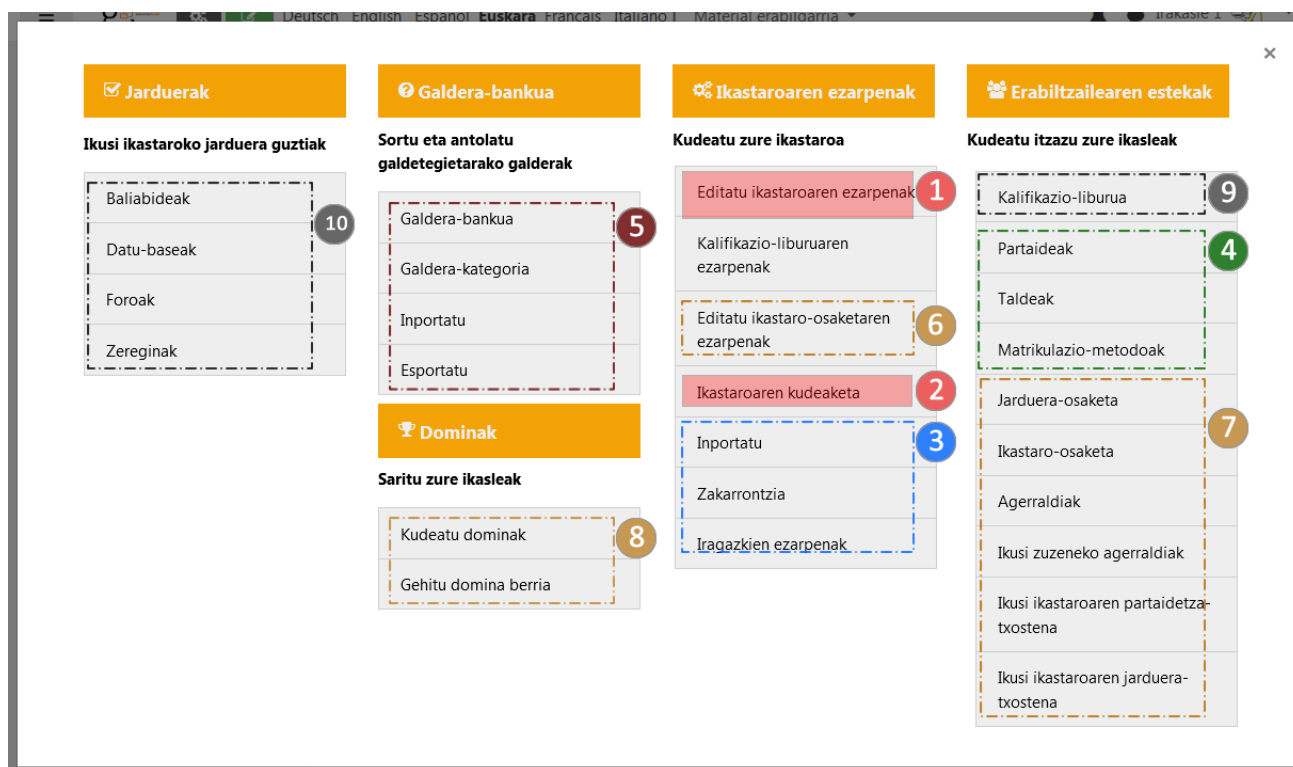 Deutsch English Español Euskara Français Italiano Material erabilgarria
Irakasle 1
×
Jarduerak
Ikusi ikastaroko jarduera guztiak
Baliabideak
10
Datu-baseak
Foroak
Zereginak
Galdera-bankua
Sortu eta antolatu
galdetegietarako galderak
Galdera-bankua
5
Galdera-kategoria
Inportatu
Esportatu
Dominak
Saritu zure ikasleak
Kudeatu dominak
8
Gehitu domina berria
Ikastaroaren ezarpenak
Kudeatu zure ikastaroa
Editatu ikastaroaren ezarpenak
1
Kalifikazio-liburuaren
ezarpenak
Editatu ikastaro-osaketaren
6
ezarpenak
Ikastaroaren kudeaketa
2
Inportatu
3
Zakarrontzia
Iragazkien ezarpenak
Erabiltzailearen estekak
Kudeatu itzazu zure ikasleak
Kalifikazio-liburua
9
Partaideak
4
Taldeak
Matrikulazio-metodoak
Jarduera-osaketa
7
Ikastaro-osaketa
Agerraldiak
Ikusi zuzeneko agerraldiak
Ikusi ikastaroaren partaidetza-
txostena
Ikusi ikastaroaren jarduera-
txostena